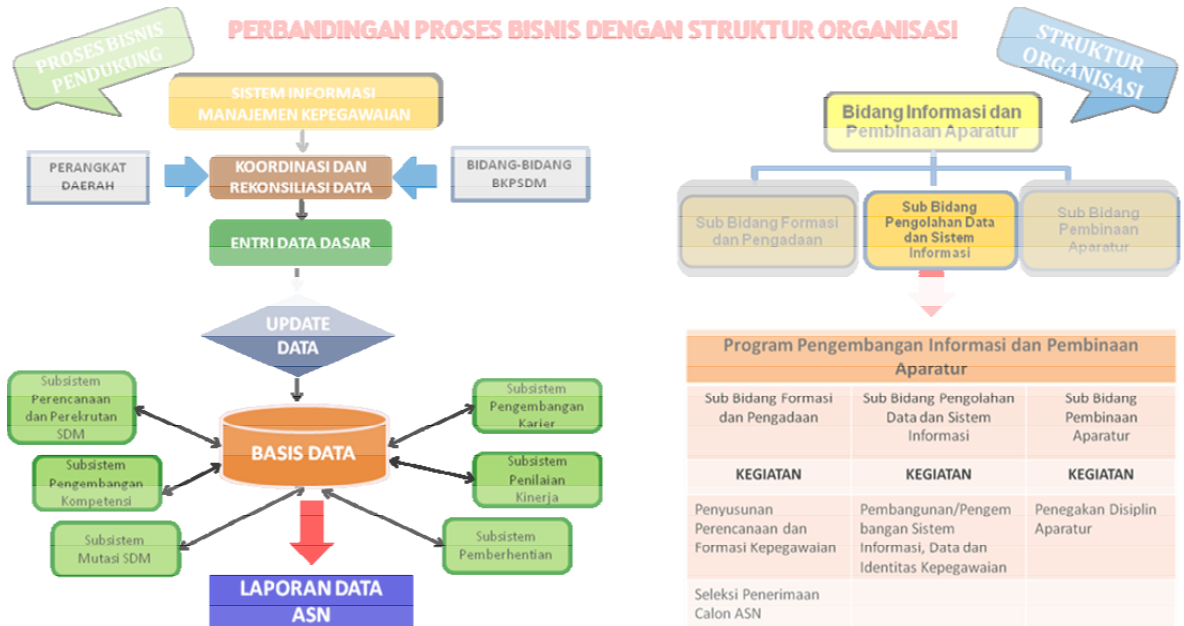 PERBANDINGAN PROSES BISNIS DENGAN STRUKTUR ORGANISASI
PROSES BISNIS
PENDUKUNG
STRUKTUR
ORGANISASI
SISTEM INFORMASI
MANAJEMEN KEPEGAWAIAN
PERANGKAT
DAERAH
KOORDINASI DAN
REKONSILIASI DATA
BIDANG-BIDANG
BKPSDM
ENTRI DATA DASAR
UPDATE
DATA
Subsistem
Perencanaan
dan Perekrutan
SDM
Subsistem
Pengembangan
Kompetensi
Subsistem
Mutasi SDM
BASIS DATA
Subsistem
Pengembangan
Karier
Subsistem
Penilaian
Kinerja
Subsistem
Pemberhentian
LAPORAN DATA
ASN
Bidang Informasi dan
Pembinaan Aparatur
Sub Bidang Formasi
dan Pengadaan
Sub Bidang
Pengolahan Data
dan Sistem
Informasi
Sub Bidang
Pembinaan
Aparatur
Program Pengembangan Informasi dan Pembinaan
Aparatur
Sub Bidang Formasi
dan Pengadaan
Sub Bidang Pengolahan
Data dan Sistem
Informasi
Sub Bidang
Pembinaan
Aparatur
KEGIATAN
KEGIATAN
KEGIATAN
Penyusunan
Perencanaan dan
Formasi Kepegawaian
Pembangunan/Pengem
bangan Sistem
Informasi, Data dan
Identitas Kepegawaian
Penegakan Disiplin
Aparatur
Seleksi Penerimaan
Calon ASN